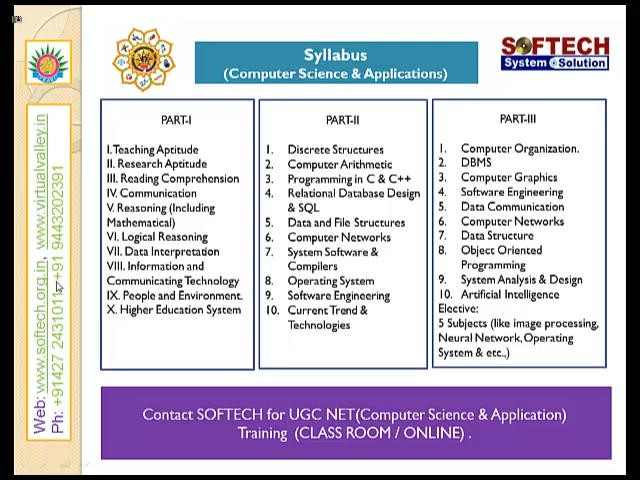 Syllabus
(Computer Science & Applications)
SOFTECH
System Solution
Web: www.softech.org.in, www.virtualvalley.in
Ph: +91427 2431011, +91 9443202391
PART-I
I. Teaching Aptitude
II. Research Aptitude
III. Reading Comprehension
IV. Communication
V. Reasoning (Including
Mathematical)
VI. Logical Reasoning
VII. Data Interpretation
VIII. Information and
Communicating Technology
IX. People and Environment.
X. Higher Education System
PART-II
1. Discrete Structures
2. Computer Arithmetic
3. Programming in C & C++
4. Relational Database Design
& SQL
5. Data and File Structures
6. Computer Networks
7. System Software &
Compilers
8. Operating System
9. Software Engineering
10. Current Trend &
Technologies
PART-III
1. Computer Organization.
2. DBMS
3. Computer Graphics
4. Software Engineering
5. Data Communication
6. Computer Networks
7. Data Structure
8. Object Oriented
Programming
9. System Analysis & Design
10. Artificial Intelligence
Elective:
5 Subjects (like image processing,
Neural Network, Operating
System & etc.,)
Contact SOFTECH for UGC NET(Computer Science & Application)
Training (CLASS ROOM / ONLINE) .